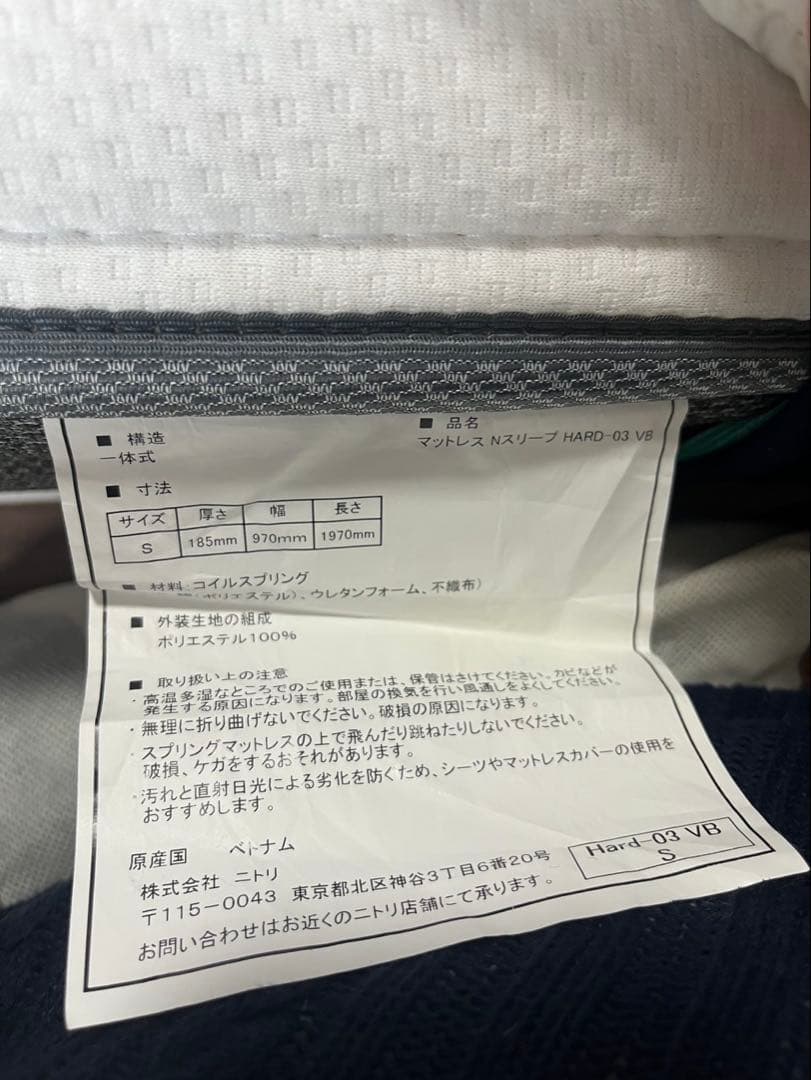 ■ 構造
一体式
■ 品名
マットレス Nスリープ HARD-03 VB
■ 寸法
サイズ 厚さ 幅 長さ
S 185mm 970mm 1970mm
■ 材料:コイルスプリング
(ポリエステル)、ウレタンフォーム、不織布)
■ 外装生地の組成
ポリエステル100%
■ 取り扱い上の注意
・高温多湿なところでのご使用または、保管はさけてください。カビなどが
発生する原因になります。部屋の換気を行い風通しをよくしてください。
・無理に折り曲げないでください。破損の原因になります。
・スプリングマットレスの上で飛んだり跳ねたりしないでください。
破損、ケガをするおそれがあります。
・汚れと直射日光による劣化を防ぐため、シーツやマットレスカバーの使用を
おすすめします。
原産国 ベトナム
株式会社 ニトリ
〒115-0043 東京都北区神谷3丁目6番20号
お問い合わせはお近くのニトリ店舗にて承ります。
Hard-03 VB
S